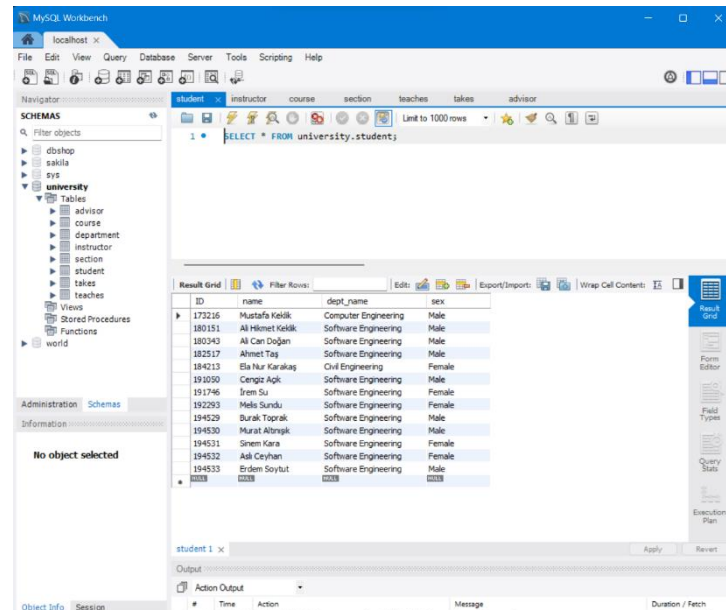 MySQL Workbench
localhost
File Edit View Query Database Server Tools Scripting Help
Navigator
SCHEMAS
Filter objects
dbshop
sakila
sys
university
Tables
advisor
course
department
instructor
section
student
takes
teaches
Views
Stored Procedures
Functions
world
Administration Schemas
Information
No object selected
Object Info Session
student instructor course section teaches takes advisor
Limit to 1000 rows
1 SELECT * FROM university.student;
Result Grid Filter Rows: Edit: Export/Import: Wrap Cell Content: IA
ID name dept_name sex
173216 Mustafa Keklik Computer Engineering Male
180151 Ali Hikmet Keklik Software Engineering Male
180343 Ali Can Doğan Software Engineering Male
182517 Ahmet Taş Software Engineering Male
184213 Ela Nur Karakaş Civil Engineering Female
191050 Cengiz Açık Software Engineering Male
191746 İrem Su Software Engineering Female
192293 Melis Sundu Software Engineering Female
194529 Burak Toprak Software Engineering Male
194530 Murat Altınışık Software Engineering Male
194531 Sinem Kara Software Engineering Female
194532 Aslı Ceyhan Software Engineering Female
194533 Erdem Soytut Software Engineering Male
NULL NULL NULL NULL
Result
Grid
Form
Editor
Field
Types
Query
Stats
Execution
Plan
student 1 Apply Revert
Output
Action Output
# Time Action Message Duration / Fetch